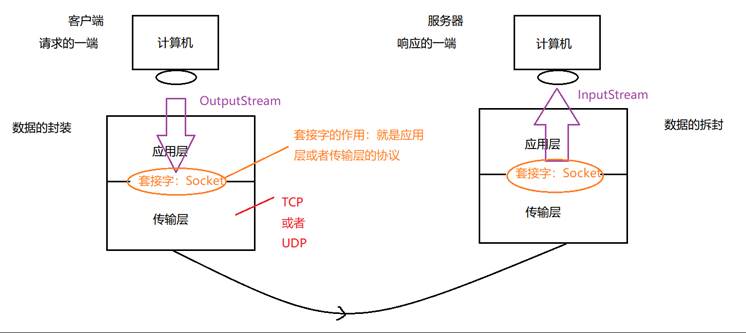 客户端
请求的一端
计算机
OutputStream
数据的封装
应用层
套接字：Socket
传输层
套接字的作用：就是应用
层或者传输层的协议
TCP
或者
UDP
服务器
响应的一端
计算机
InputStream
数据的拆封
应用层
套接字：Socket
传输层